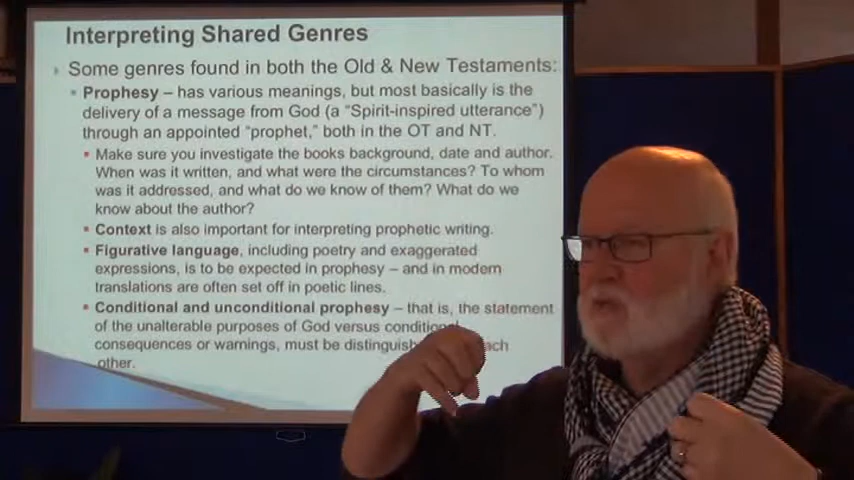 Interpreting Shared Genres
Some genres found in both the Old & New Testaments:
Prophesy – has various meanings, but most basically is the
delivery of a message from God (a “Spirit-inspired utterance”)
through an appointed “prophet,” both in the OT and NT.
Make sure you investigate the books background, date and author.
When was it written, and what were the circumstances? To whom
was it addressed, and what do we know of them? What do we
know about the author?
Context is also important for interpreting prophetic writing.
Figurative language, including poetry and exaggerated
expressions, is to be expected in prophesy – and in modern
translations are often set off in poetic lines.
Conditional and unconditional prophesy – that is, the statement
of the unalterable purposes of God versus
consequences or warnings, must be
other.